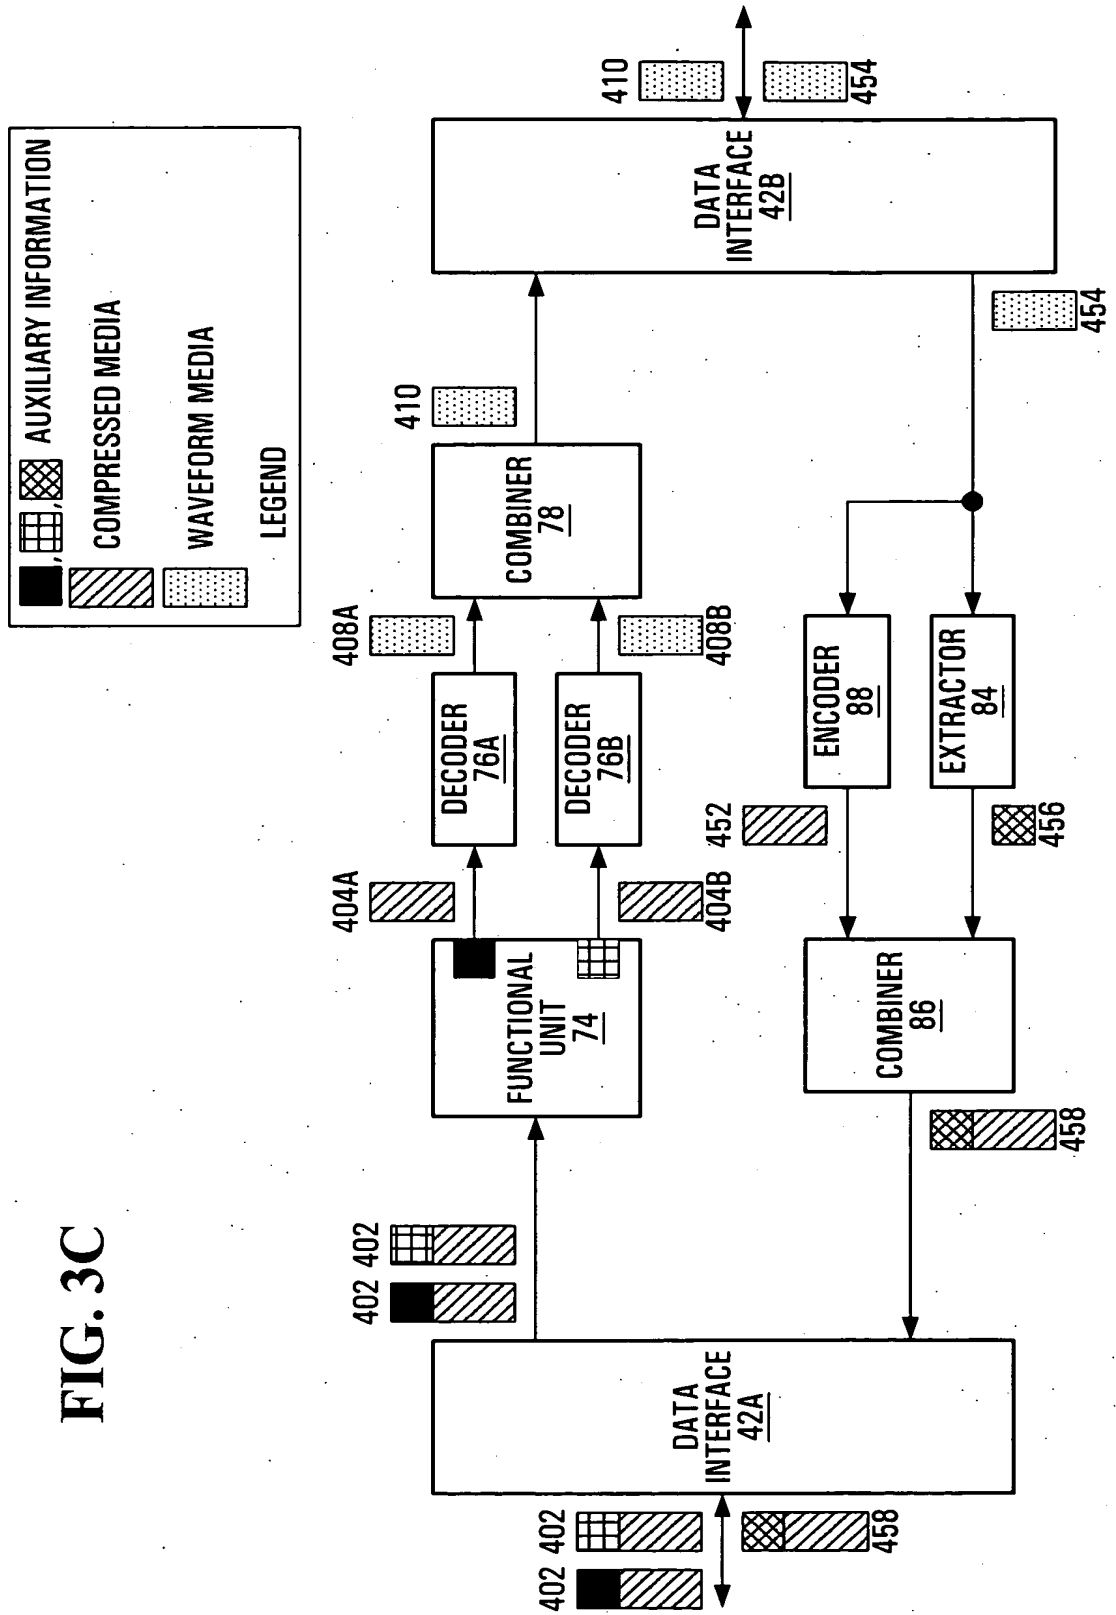 FIG. 3C
, , AUXILIARY INFORMATION
COMPRESSED MEDIA
WAVEFORM MEDIA
LEGEND
402
402
402
402
458
DATA
INTERFACE
42A
FUNCTIONAL
UNIT
74
404A
404B
DECODER
76A
DECODER
76B
408A
408B
COMBINER
78
410
410
454
DATA
INTERFACE
42B
454
ENCODER
88
EXTRACTOR
84
452
456
COMBINER
86
458